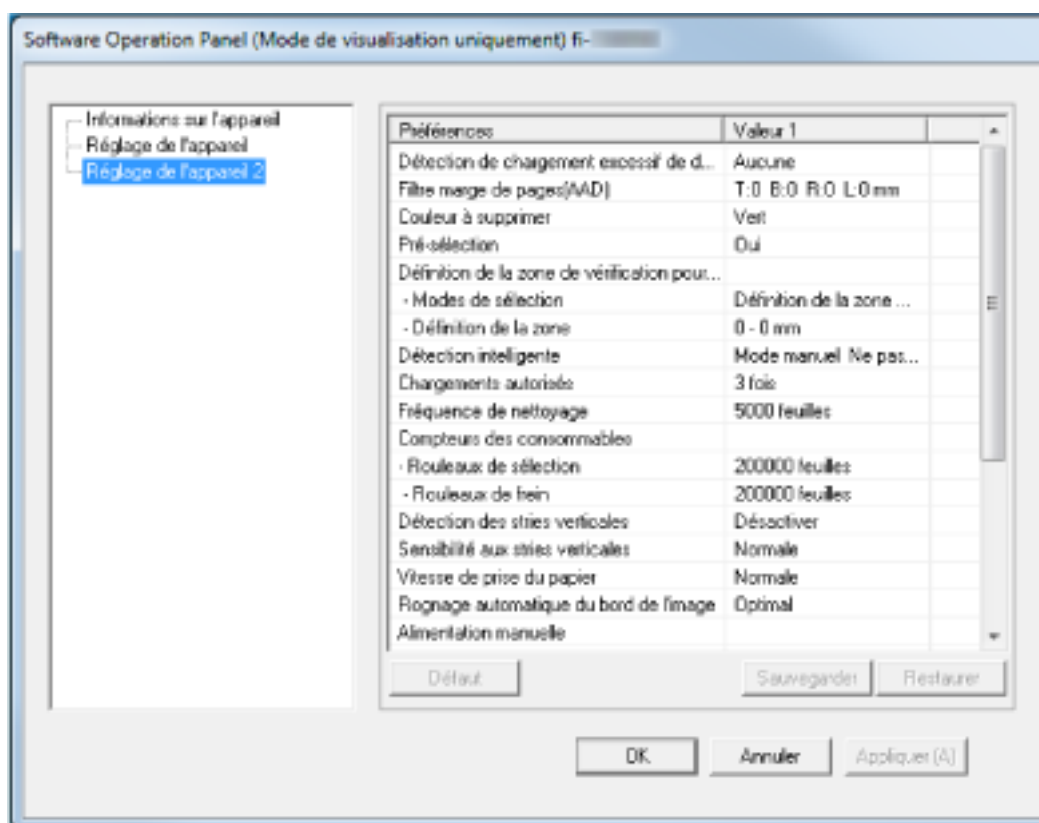 Software Operation Panel (Mode de visualisation uniquement) fi-
Informations sur l'appareil
Réglage de l'appareil
Réglage de l'appareil 2
Préférences Valeur 1
Détection de chargement excessif de d... Aucune
Filtre marge de pages(AAD) T:0 B:0 R:0 L:0 mm
Couleur à supprimer Vert
Pré-sélection Oui
Définition de la zone de vérification pour...
- Modes de sélection Définition de la zone ...
- Définition de la zone 0 - 0 mm
Détection inteligente Mode manuel Ne pas...
Chargements autorisés 3 fois
Fréquence de nettoyage 5000 feuilles
Compteurs des consommables
- Rouleaux de sélection 200000 feuilles
- Rouleaux de frein 200000 feuilles
Détection des stries verticales Désactiver
Sensibilité aux stries verticales Normale
Vitesse de prise du papier Normale
Rognage automatique du bord de l'image Optimal
Alimentation manuelle
Défaut Sauvegarder Restaurer
OK Annuler Appliquer (A)